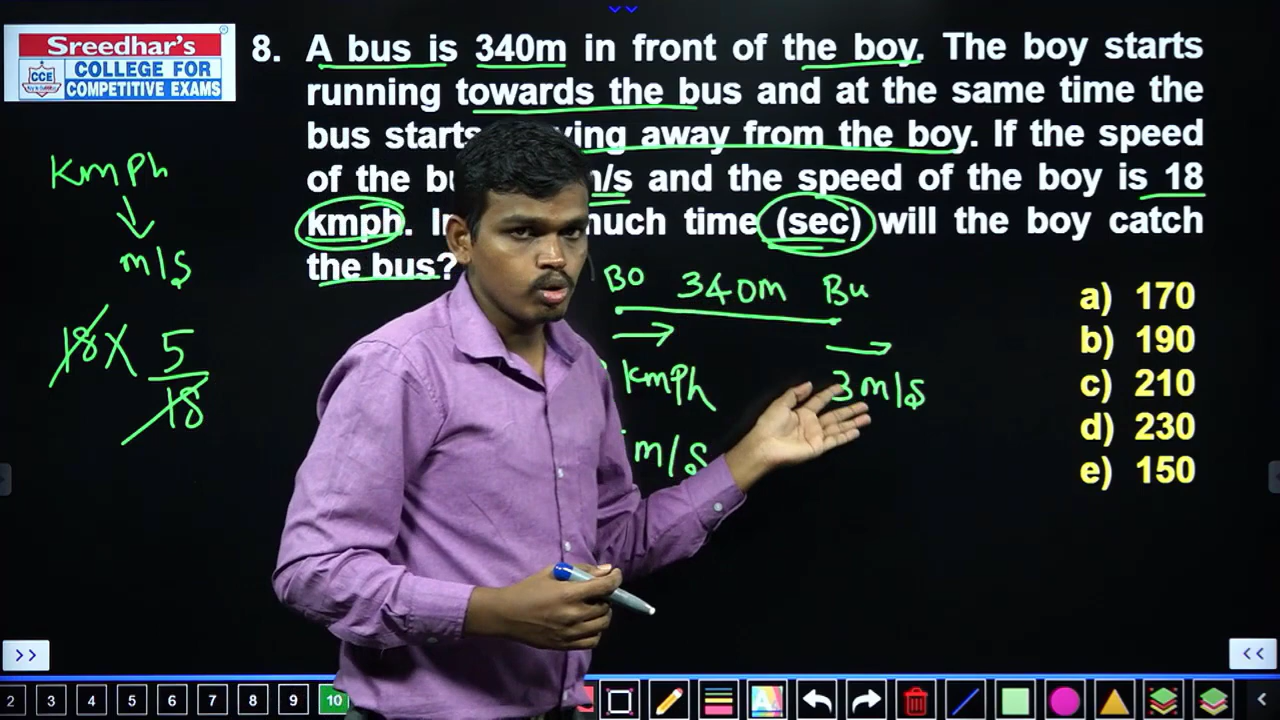 Sreedhar's
CCE
COLLEGE FOR
COMPETITIVE EXAMS
8. A bus is 340m in front of the boy. The boy starts
running towards the bus and at the same time the
bus starts away from the boy. If the speed
of the and the speed of the boy is 18
kmph. time (sec) will the boy catch
the bus?
Kmph
m/s
18 X 5
18
Bo 340m Bu
Kmph 3 m/s
m/s
a) 170
b) 190
c) 210
d) 230
e) 150
>>
<<
2 3 4 5 6 7 8 9 10
A